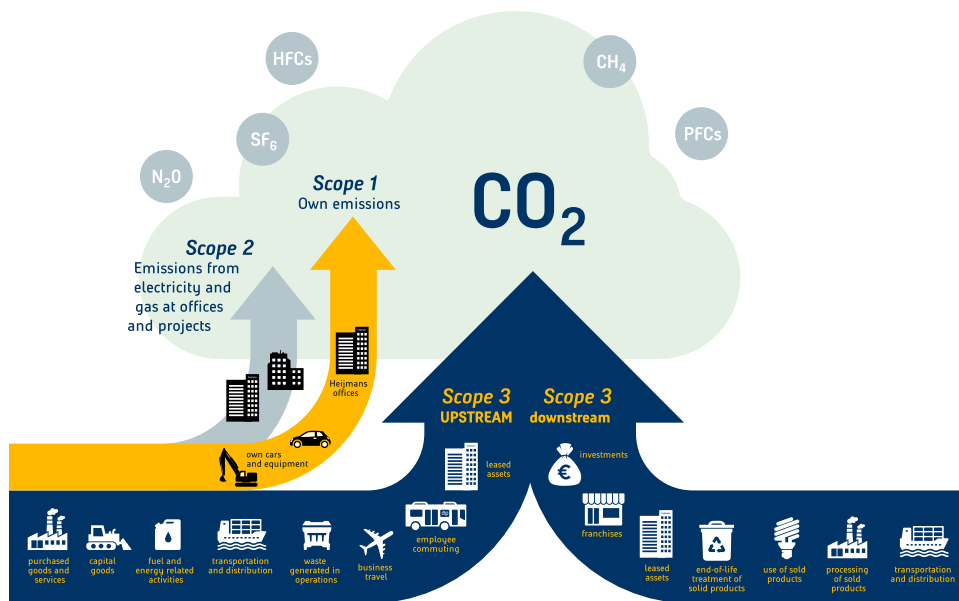 HFCs
CH4
SF6
PFCs
N2O
Scope 1
Own emissions
CO2
Scope 2
Emissions from
electricity and
gas at offices
and projects
Heijmans
offices
own cars
and equipment
Scope 3
UPSTREAM
Scope 3
downstream
leased
assets
investments
employee
commuting
franchises
purchased
goods and
services
capital
goods
fuel and
energy related
activities
transportation
and distribution
waste
generated in
operations
business
travel
leased
assets
end-of-life
treatment of
solid products
use of sold
products
processing
of sold
products
transportation
and distribution